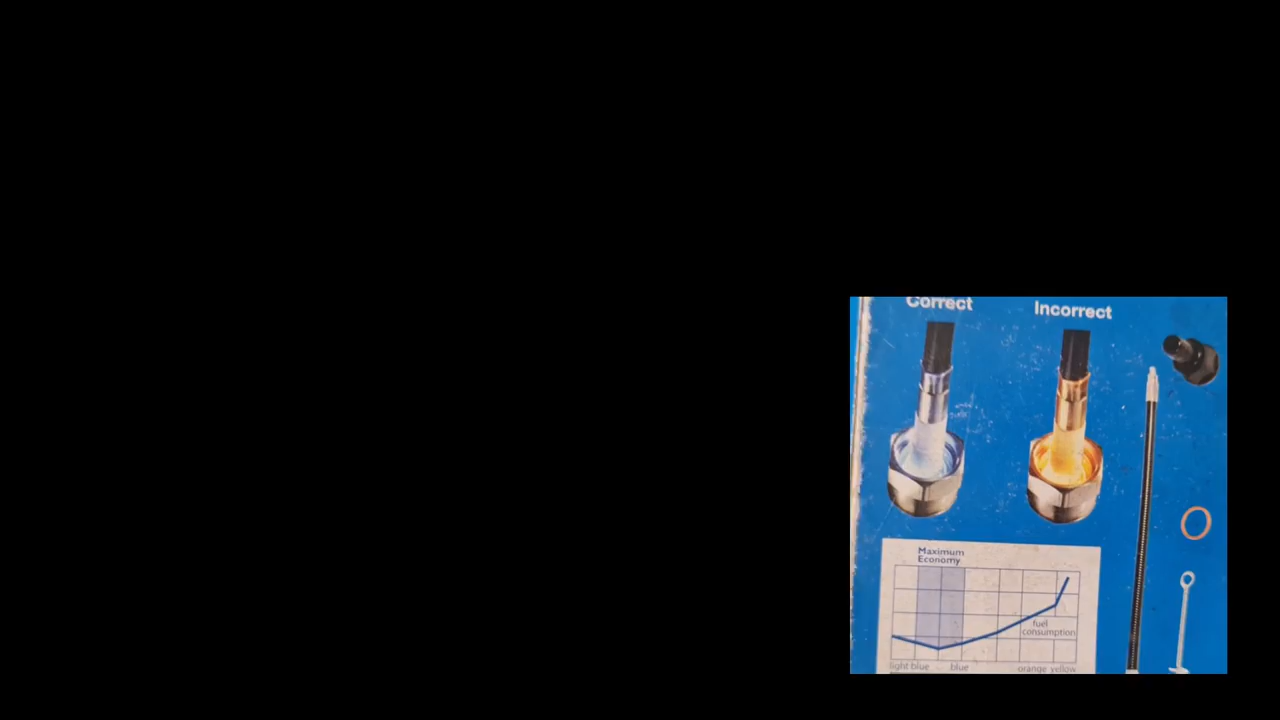 Correct
Incorrect
Maximum
Economy
fuel
consumption
light blue
blue
orange yellow